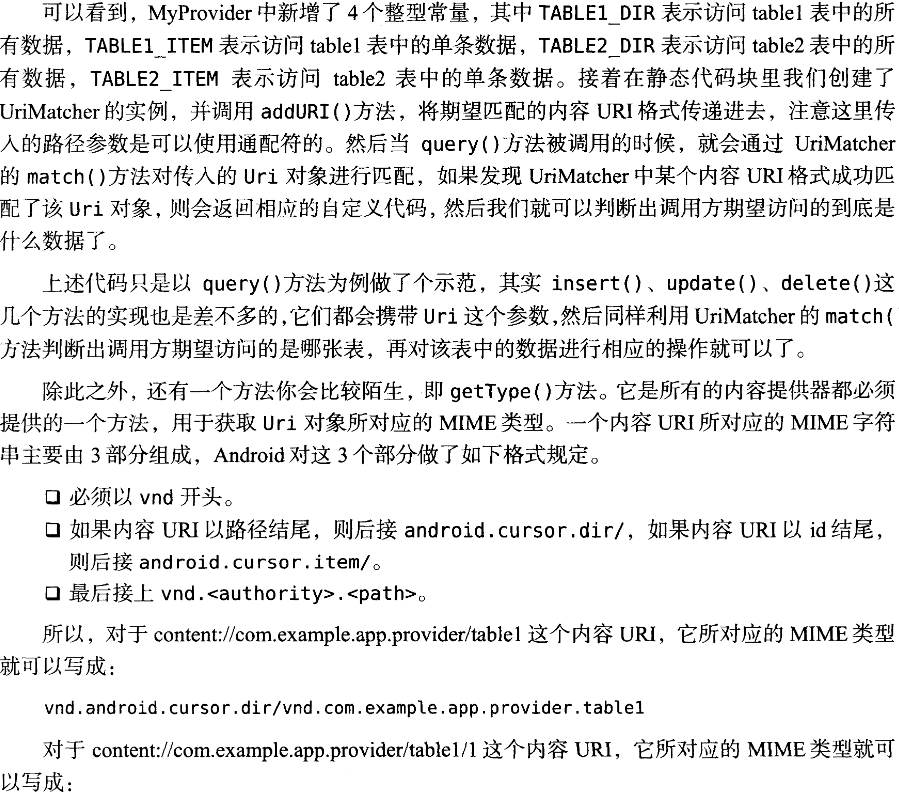 可以看到，MyProvider 中新增了 4 个整型常量，其中 TABLE1_DIR 表示访问 table1 表中的所
有数据，TABLE1_ITEM 表示访问 table1 表中的单条数据，TABLE2_DIR 表示访问 table2 表中的所
有数据，TABLE2_ITEM 表示访问 table2 表中的单条数据。接着在静态代码块里我们创建了
UriMatcher 的实例，并调用 addURI()方法，将期望匹配的内容 URI 格式传递进去，注意这里传
入的路径参数是可以使用通配符的。然后当 query()方法被调用的时候，就会通过 UriMatcher
的 match()方法对传入的 Uri 对象进行匹配，如果发现 UriMatcher 中某个内容 URI 格式成功匹
配了该 Uri 对象，则会返回相应的自定义代码，然后我们就可以判断出调用方期望访问的到底是
什么数据了。
上述代码只是以 query()方法为例做了个示范，其实 insert()、update()、delete()这
几个方法的实现也是差不多的，它们都会携带 Uri 这个参数，然后同样利用 UriMatcher 的 match(
方法判断出调用方期望访问的是哪张表，再对该表中的数据进行相应的操作就可以了。
除此之外，还有一个方法你会比较陌生，即 getType()方法。它是所有的内容提供器都必须
提供的一个方法，用于获取 Uri 对象所对应的 MIME 类型。一个内容 URI 所对应的 MIME 字符
串主要由 3 部分组成，Android 对这 3 个部分做了如下格式规定。
❑ 必须以 vnd 开头。
❑ 如果内容 URI 以路径结尾，则后接 android.cursor.dir/，如果内容 URI 以 id 结尾，
则后接 android.cursor.item/。
❑ 最后接上 vnd.<authority>.<path>。
所以，对于 content://com.example.app.provider/table1 这个内容 URI，它所对应的 MIME 类型
就可以写成：
vnd.android.cursor.dir/vnd.com.example.app.provider.table1
对于 content://com.example.app.provider/table1/1 这个内容 URI，它所对应的 MIME 类型就可
以写成：